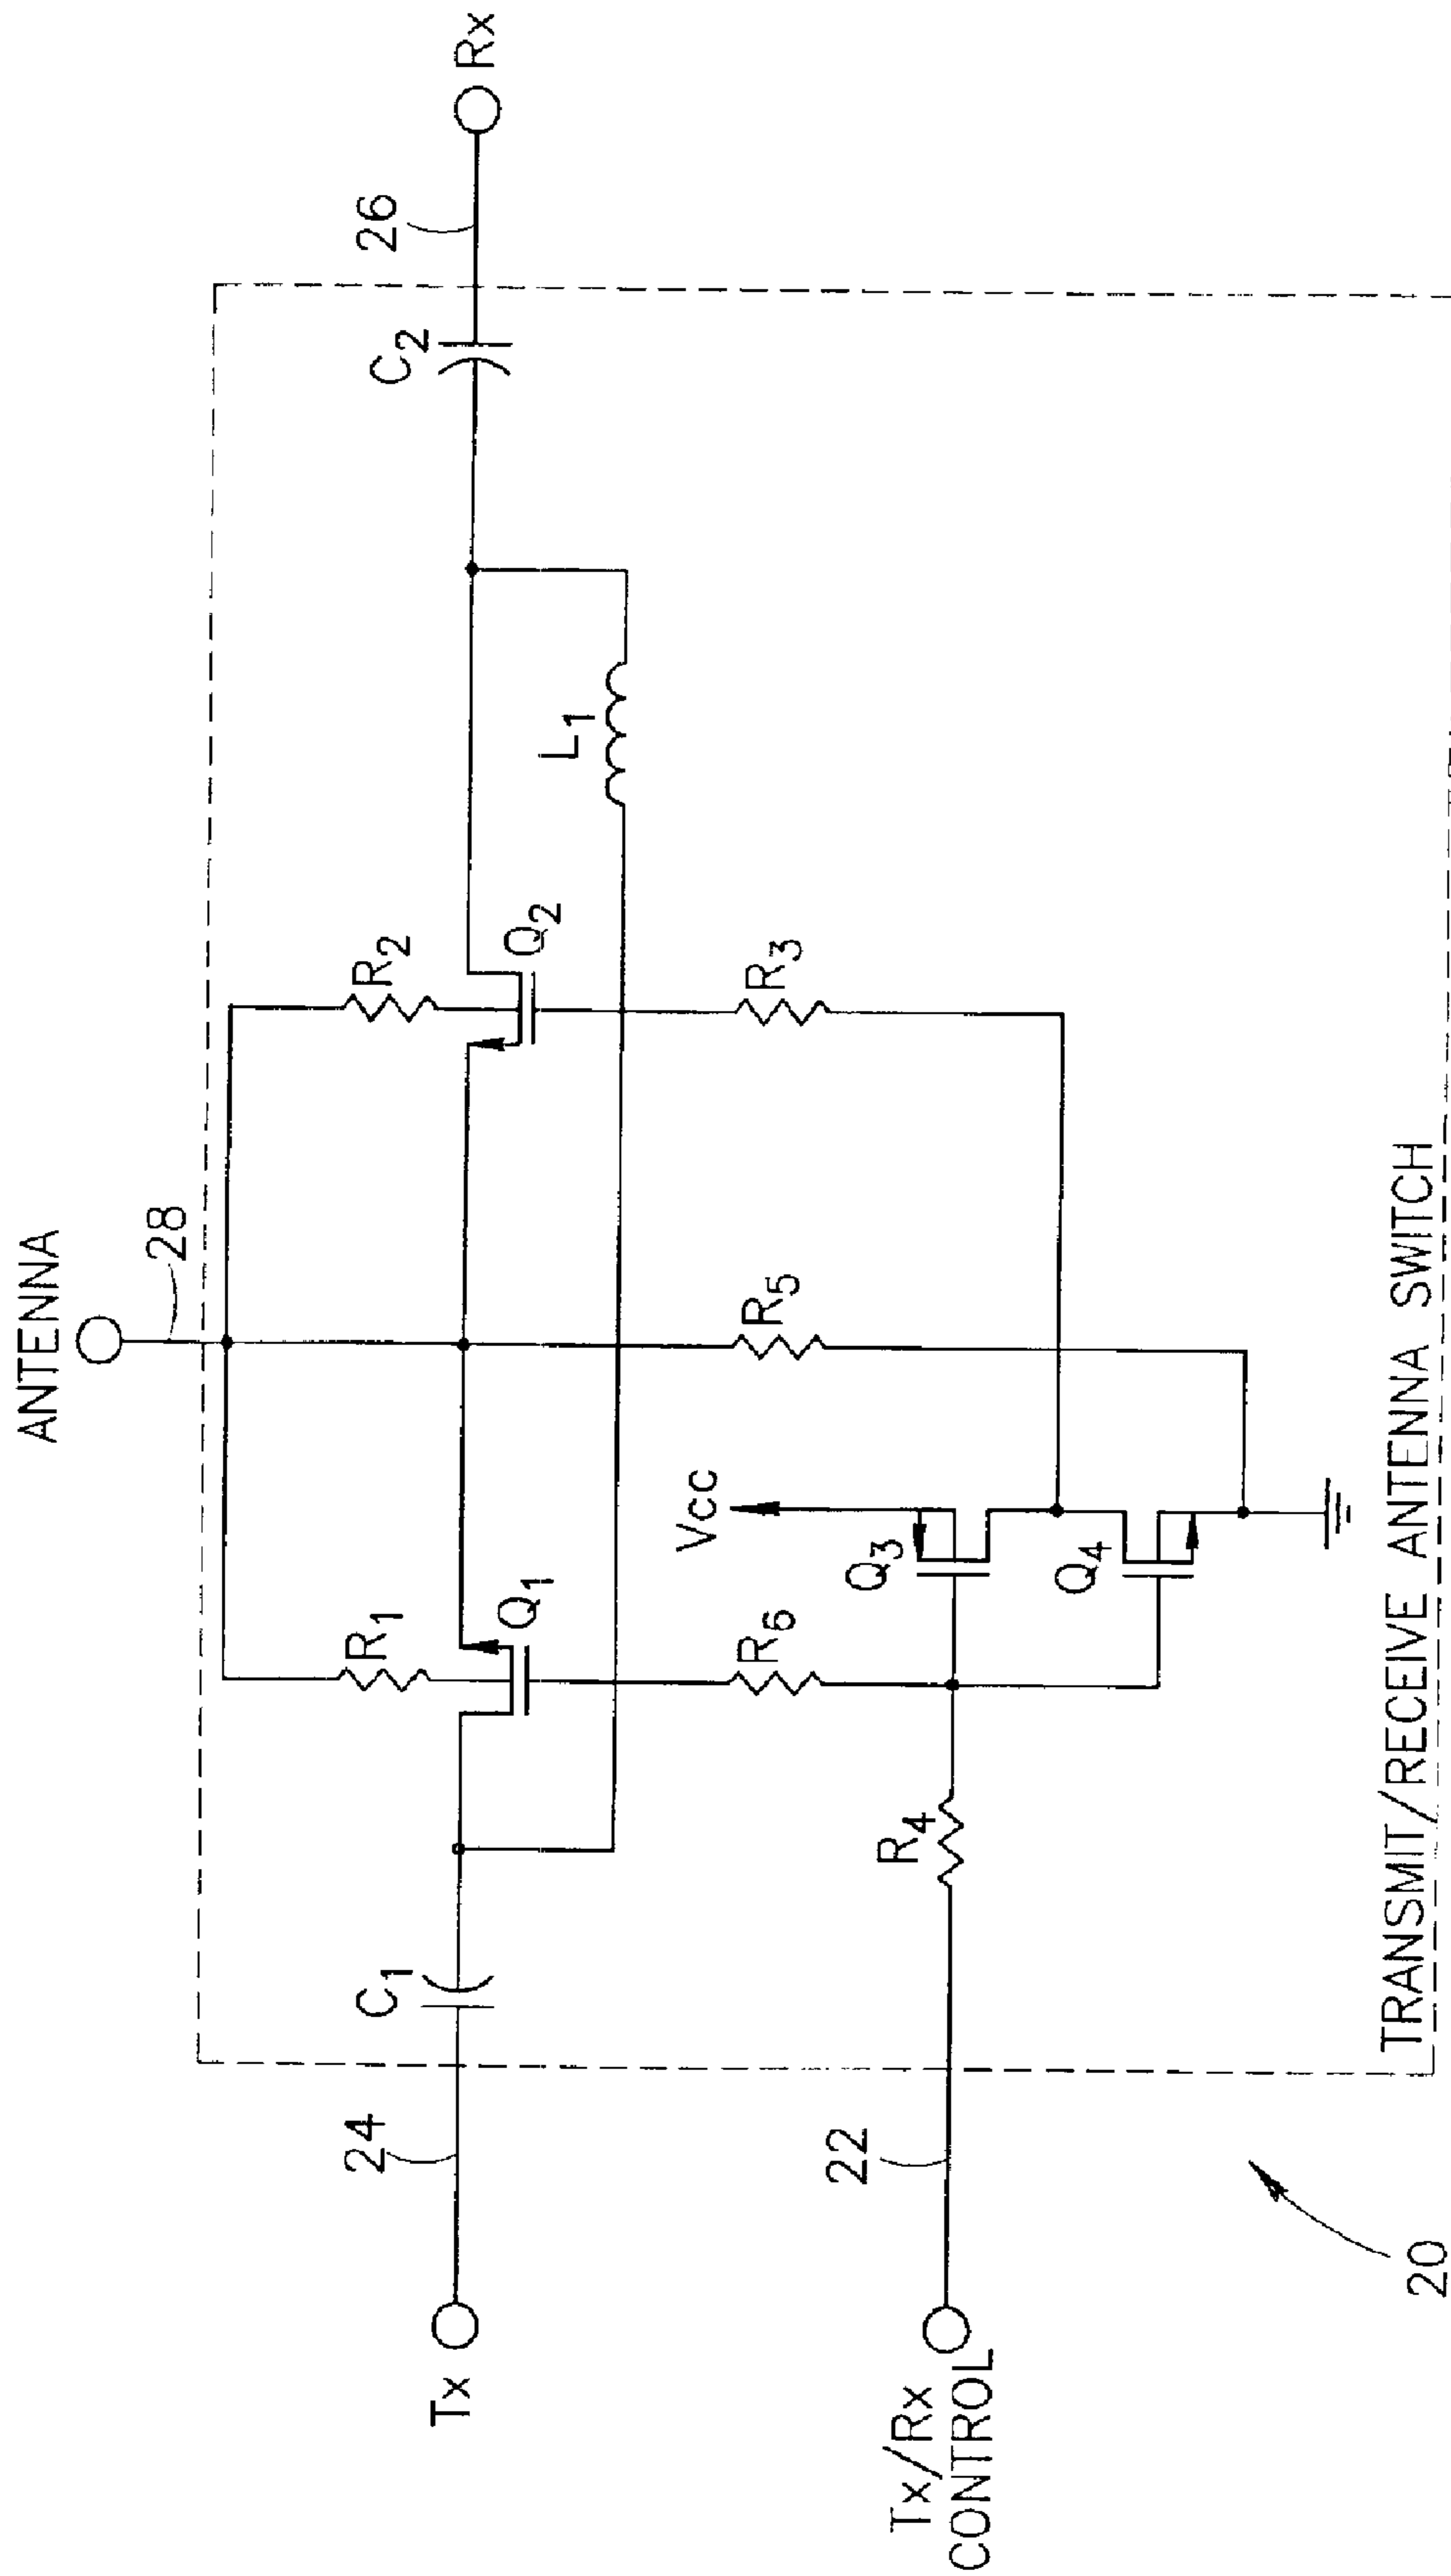 ANTENNA
28
Tx
24
C1
R1
Q1
R2
Q2
C2
26
Rx
L1
R6
R5
R3
Vcc
Q3
Q4
Tx/Rx
CONTROL
22
R4
TRANSMIT/RECEIVE ANTENNA SWITCH
20